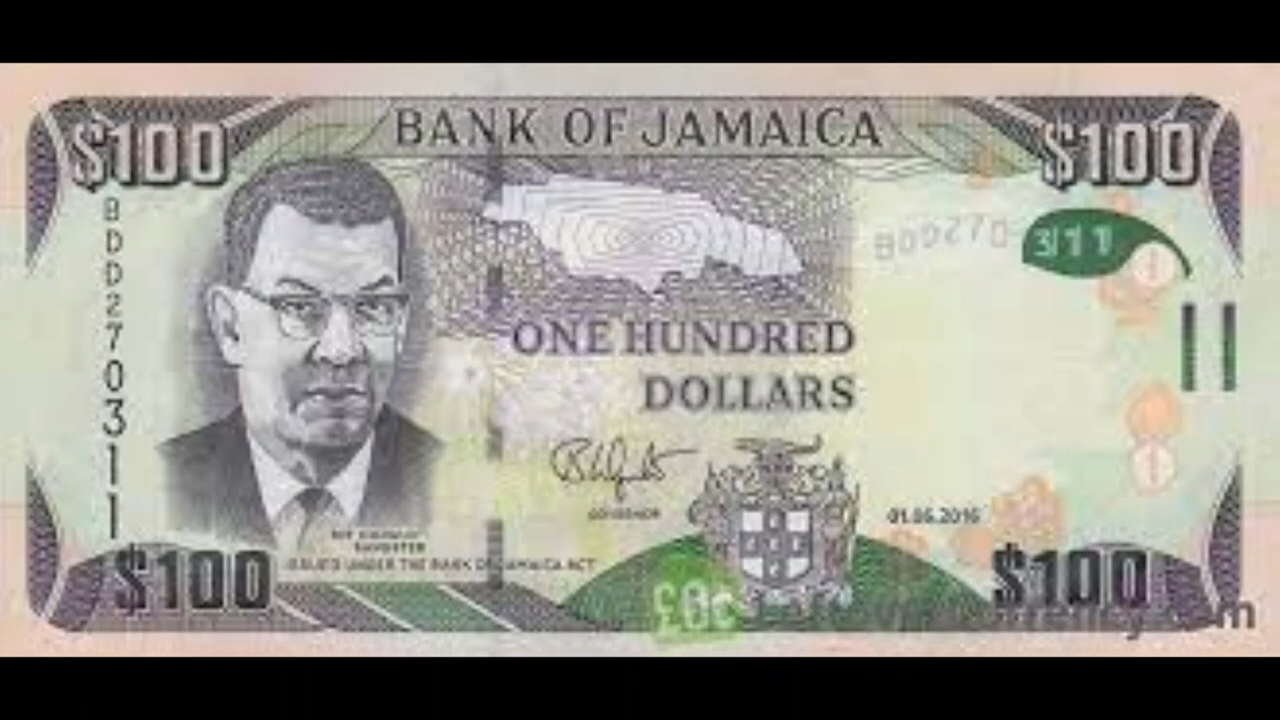 BANK OF JAMAICA
$100
$100
BDD270311
311
ONE HUNDRED
DOLLARS
GOVERNOR
01.06.2016
SANGSTER
ISSUED UNDER THE BANK OF JAMAICA ACT
$100
$100